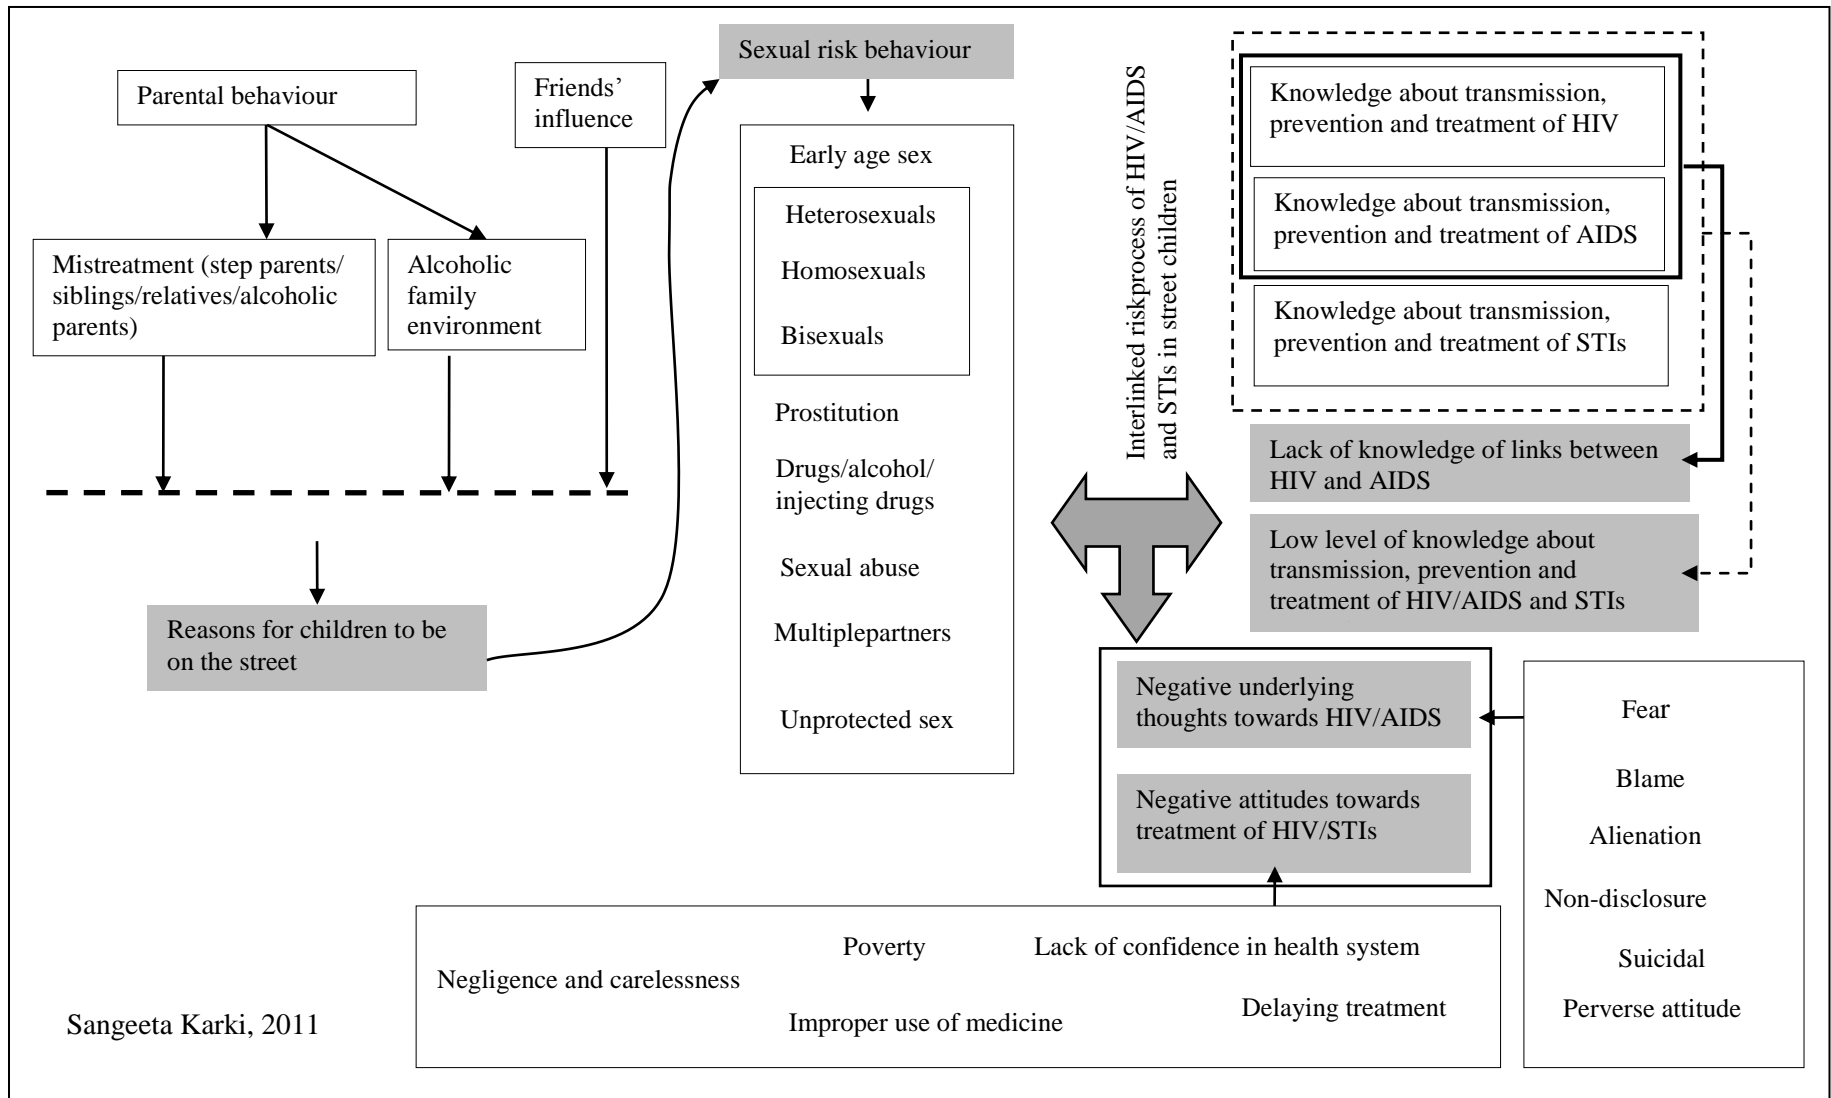 Parental behaviour
Friends’
influence
Mistreatment (step parents/
siblings/relatives/alcoholic
parents)
Alcoholic
family
environment
Reasons for children to be
on the street
Sexual risk behaviour
Early age sex
Heterosexuals
Homosexuals
Bisexuals
Prostitution
Drugs/alcohol/
injecting drugs
Sexual abuse
Multiplepartners
Unprotected sex
Interlinked riskprocess of HIV/AIDS
and STIs in street children
Knowledge about transmission,
prevention and treatment of HIV
Knowledge about transmission,
prevention and treatment of AIDS
Knowledge about transmission,
prevention and treatment of STIs
Lack of knowledge of links between
HIV and AIDS
Low level of knowledge about
transmission, prevention and
treatment of HIV/AIDS and STIs
Negative underlying
thoughts towards HIV/AIDS
Negative attitudes towards
treatment of HIV/STIs
Fear
Blame
Alienation
Non-disclosure
Suicidal
Perverse attitude
Poverty
Lack of confidence in health system
Negligence and carelessness
Improper use of medicine
Delaying treatment
Sangeeta Karki, 2011